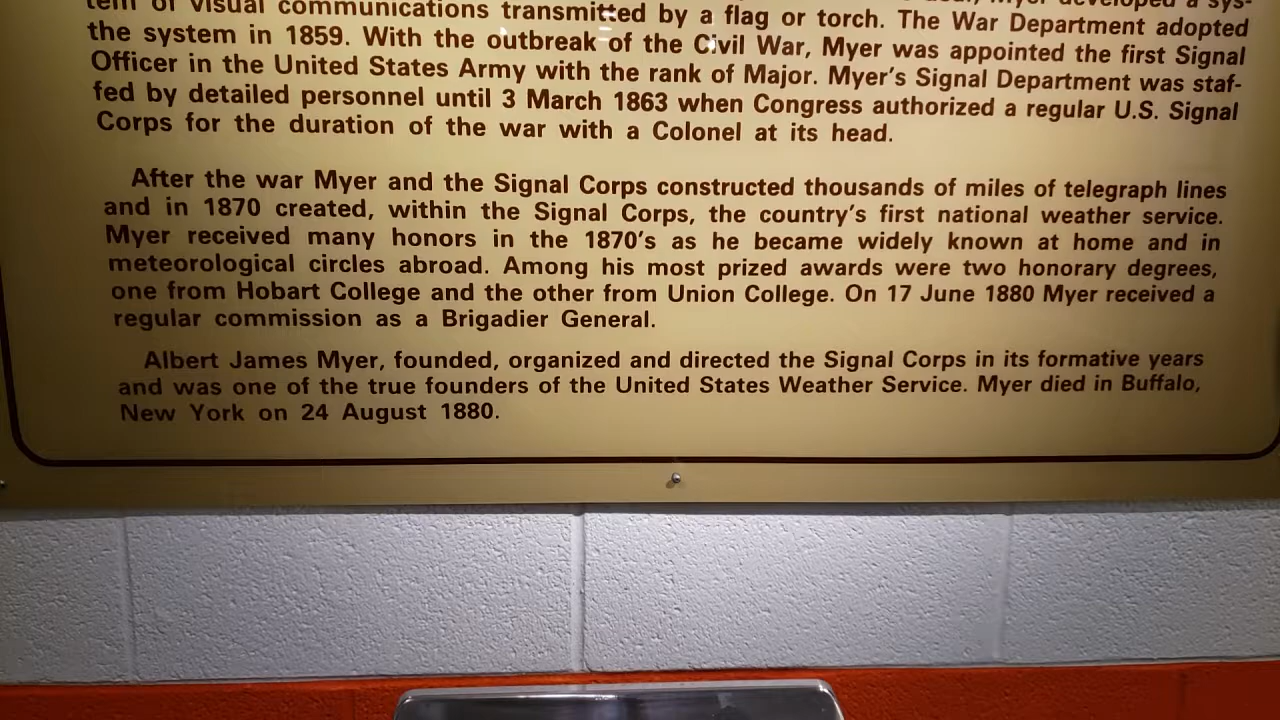 tem of visual communications transmitted by a flag or torch. The War Department adopted
the system in 1859. With the outbreak of the Civil War, Myer was appointed the first Signal
Officer in the United States Army with the rank of Major. Myer's Signal Department was staf-
fed by detailed personnel until 3 March 1863 when Congress authorized a regular U.S. Signal
Corps for the duration of the war with a Colonel at its head.
After the war Myer and the Signal Corps constructed thousands of miles of telegraph lines
and in 1870 created, within the Signal Corps, the country's first national weather service.
Myer received many honors in the 1870's as he became widely known at home and in
meteorological circles abroad. Among his most prized awards were two honorary degrees,
one from Hobart College and the other from Union College. On 17 June 1880 Myer received a
regular commission as a Brigadier General.
Albert James Myer, founded, organized and directed the Signal Corps in its formative years
and was one of the true founders of the United States Weather Service. Myer died in Buffalo,
New York on 24 August 1880.